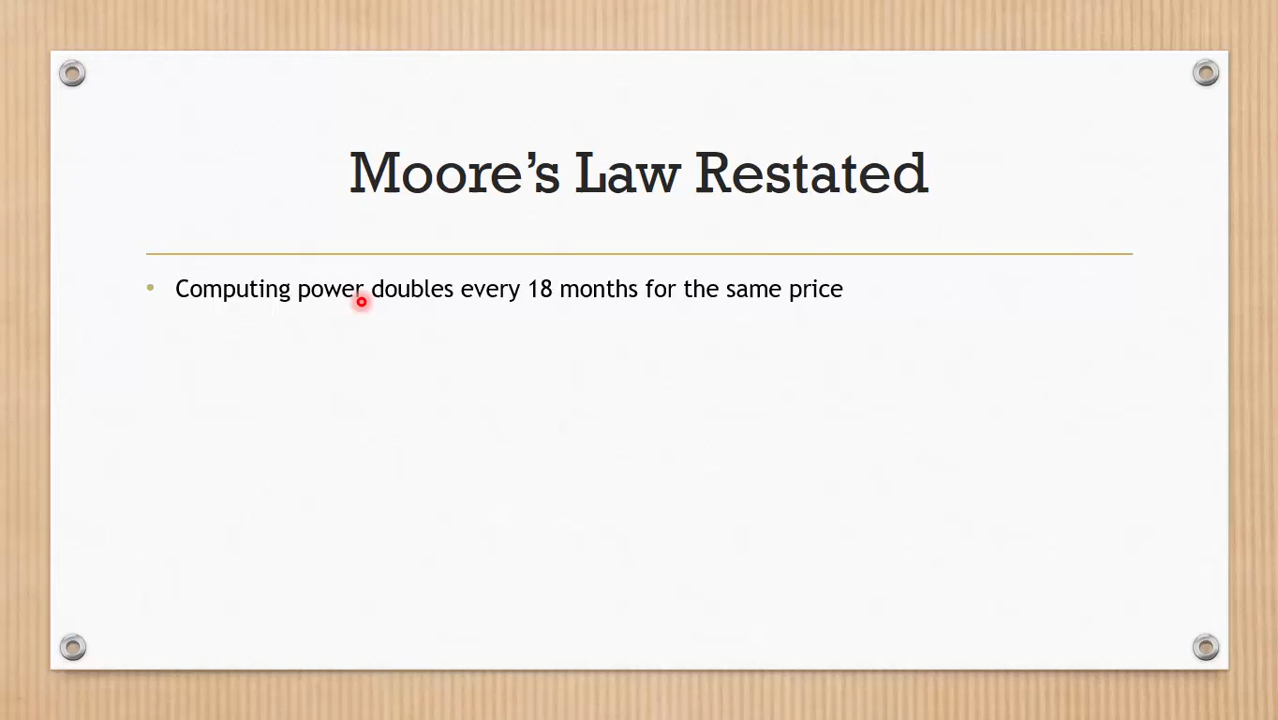 Moore’s Law Restated
• Computing power doubles every 18 months for the same price